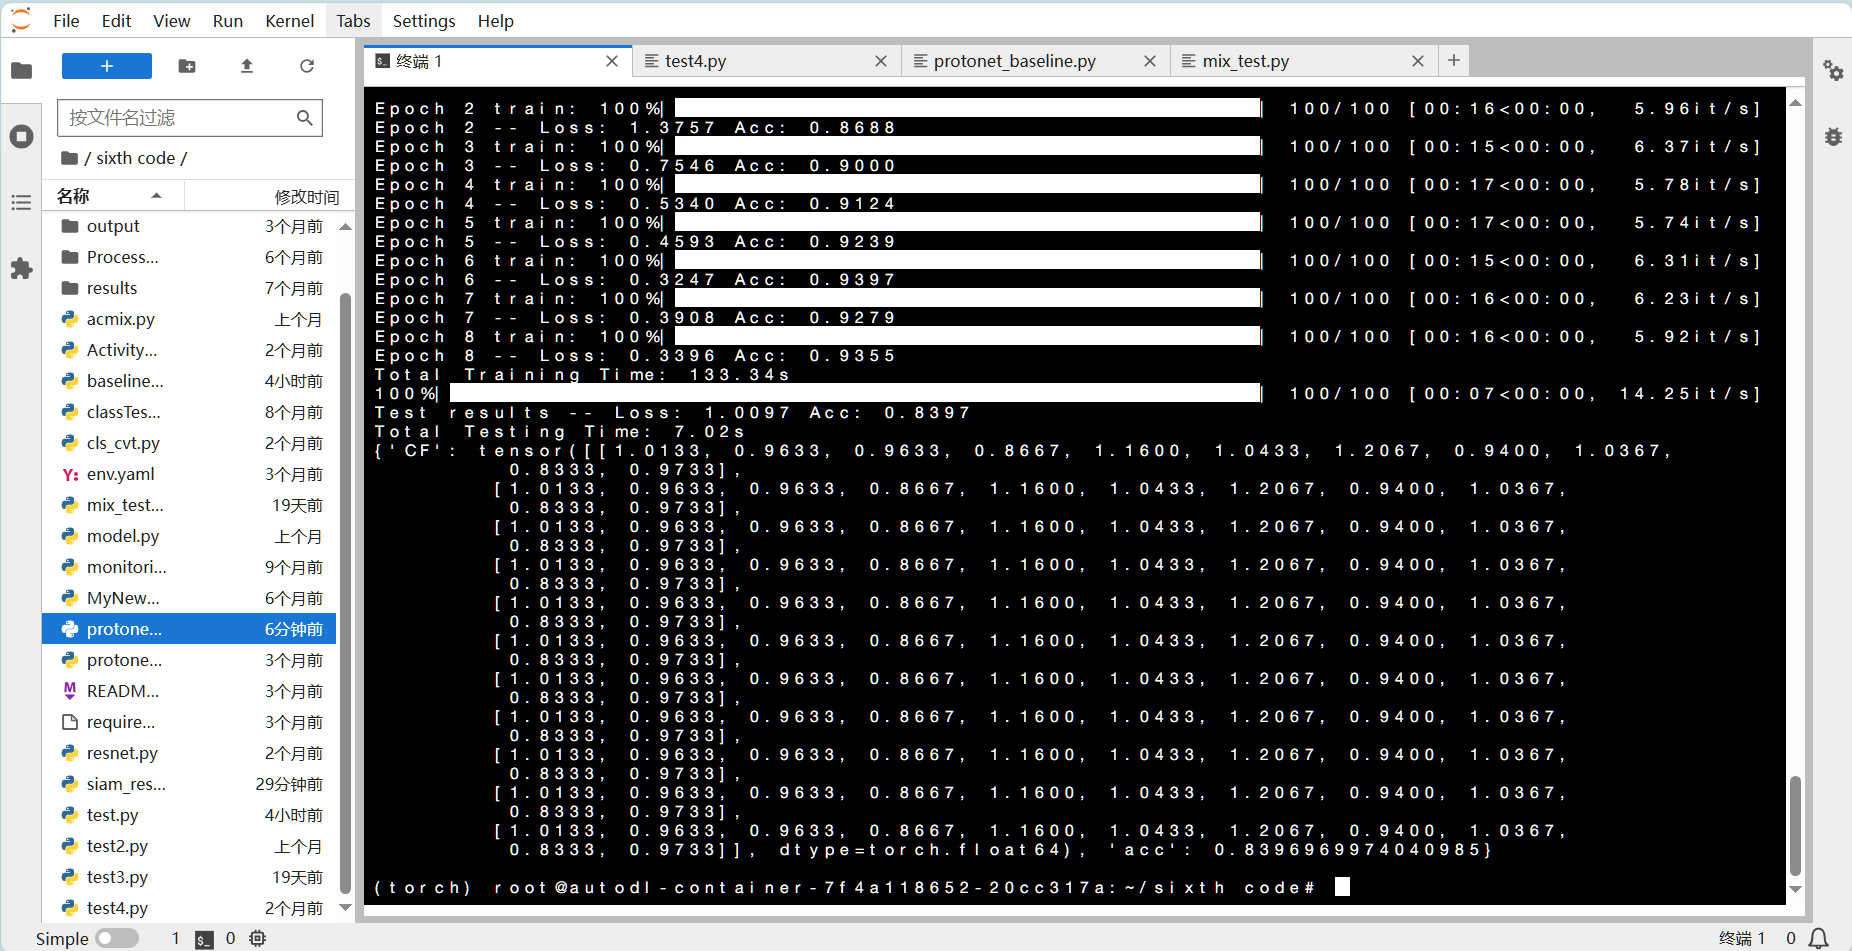 File Edit View Run Kernel Tabs Settings Help
+
终端 1
test4.py
protonet_baseline.py
mix_test.py
按文件名过滤
/ sixth code /
名称 修改时间
output 3个月前
Process... 6个月前
results 7个月前
acmix.py 上个月
Activity... 2个月前
baseline... 4小时前
classTes... 8个月前
cls_cvt.py 2个月前
env.yaml 3个月前
mix_test... 19天前
model.py 上个月
monitori... 9个月前
MyNew... 6个月前
protone... 6分钟前
protone... 3个月前
READM... 3个月前
require... 3个月前
resnet.py 2个月前
siam_res... 29分钟前
test.py 4小时前
test2.py 上个月
test3.py 19天前
test4.py 2个月前
Epoch 2 train: 100%| | 100/100 [00:16<00:00, 5.96it/s]
Epoch 2 -- Loss: 1.3757 Acc: 0.8688
Epoch 3 train: 100%| | 100/100 [00:15<00:00, 6.37it/s]
Epoch 3 -- Loss: 0.7546 Acc: 0.9000
Epoch 4 train: 100%| | 100/100 [00:17<00:00, 5.78it/s]
Epoch 4 -- Loss: 0.5340 Acc: 0.9124
Epoch 5 train: 100%| | 100/100 [00:17<00:00, 5.74it/s]
Epoch 5 -- Loss: 0.4593 Acc: 0.9239
Epoch 6 train: 100%| | 100/100 [00:15<00:00, 6.31it/s]
Epoch 6 -- Loss: 0.3247 Acc: 0.9397
Epoch 7 train: 100%| | 100/100 [00:16<00:00, 6.23it/s]
Epoch 7 -- Loss: 0.3908 Acc: 0.9279
Epoch 8 train: 100%| | 100/100 [00:16<00:00, 5.92it/s]
Epoch 8 -- Loss: 0.3396 Acc: 0.9355
Total Training Time: 133.34s
100%| | 100/100 [00:07<00:00, 14.25it/s]
Test results -- Loss: 1.0097 Acc: 0.8397
Total Testing Time: 7.02s
{'CF': tensor([[1.0133, 0.9633, 0.9633, 0.8667, 1.1600, 1.0433, 1.2067, 0.9400, 1.0367,
0.8333, 0.9733],
[1.0133, 0.9633, 0.9633, 0.8667, 1.1600, 1.0433, 1.2067, 0.9400, 1.0367,
0.8333, 0.9733],
[1.0133, 0.9633, 0.9633, 0.8667, 1.1600, 1.0433, 1.2067, 0.9400, 1.0367,
0.8333, 0.9733],
[1.0133, 0.9633, 0.9633, 0.8667, 1.1600, 1.0433, 1.2067, 0.9400, 1.0367,
0.8333, 0.9733],
[1.0133, 0.9633, 0.9633, 0.8667, 1.1600, 1.0433, 1.2067, 0.9400, 1.0367,
0.8333, 0.9733],
[1.0133, 0.9633, 0.9633, 0.8667, 1.1600, 1.0433, 1.2067, 0.9400, 1.0367,
0.8333, 0.9733],
[1.0133, 0.9633, 0.9633, 0.8667, 1.1600, 1.0433, 1.2067, 0.9400, 1.0367,
0.8333, 0.9733],
[1.0133, 0.9633, 0.9633, 0.8667, 1.1600, 1.0433, 1.2067, 0.9400, 1.0367,
0.8333, 0.9733],
[1.0133, 0.9633, 0.9633, 0.8667, 1.1600, 1.0433, 1.2067, 0.9400, 1.0367,
0.8333, 0.9733],
[1.0133, 0.9633, 0.9633, 0.8667, 1.1600, 1.0433, 1.2067, 0.9400, 1.0367,
0.8333, 0.9733],
[1.0133, 0.9633, 0.9633, 0.8667, 1.1600, 1.0433, 1.2067, 0.9400, 1.0367,
0.8333, 0.9733]], dtype=torch.float64), 'acc': 0.8396969974040985}
(torch) root@autodl-container-7f4a118652-20cc317a:~/sixth code#
Simple 1 0 终端 1 0